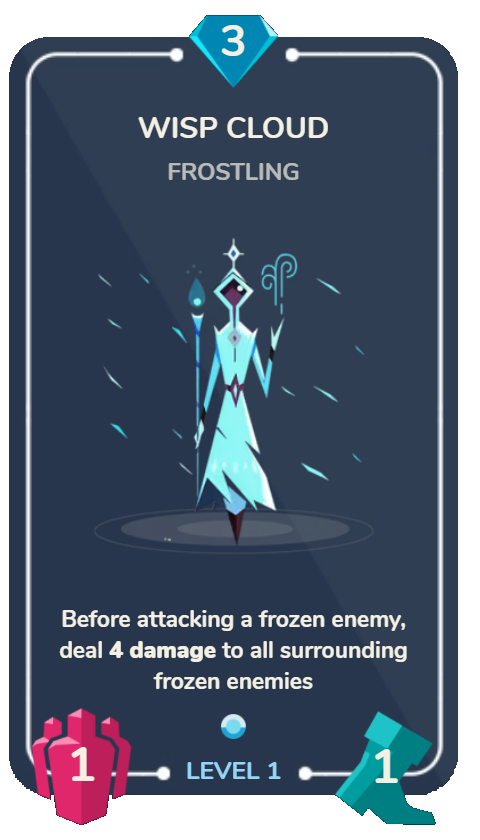 3
WISP CLOUD
FROSTLING
Before attacking a frozen enemy,
deal 4 damage to all surrounding
frozen enemies
1
LEVEL 1
1